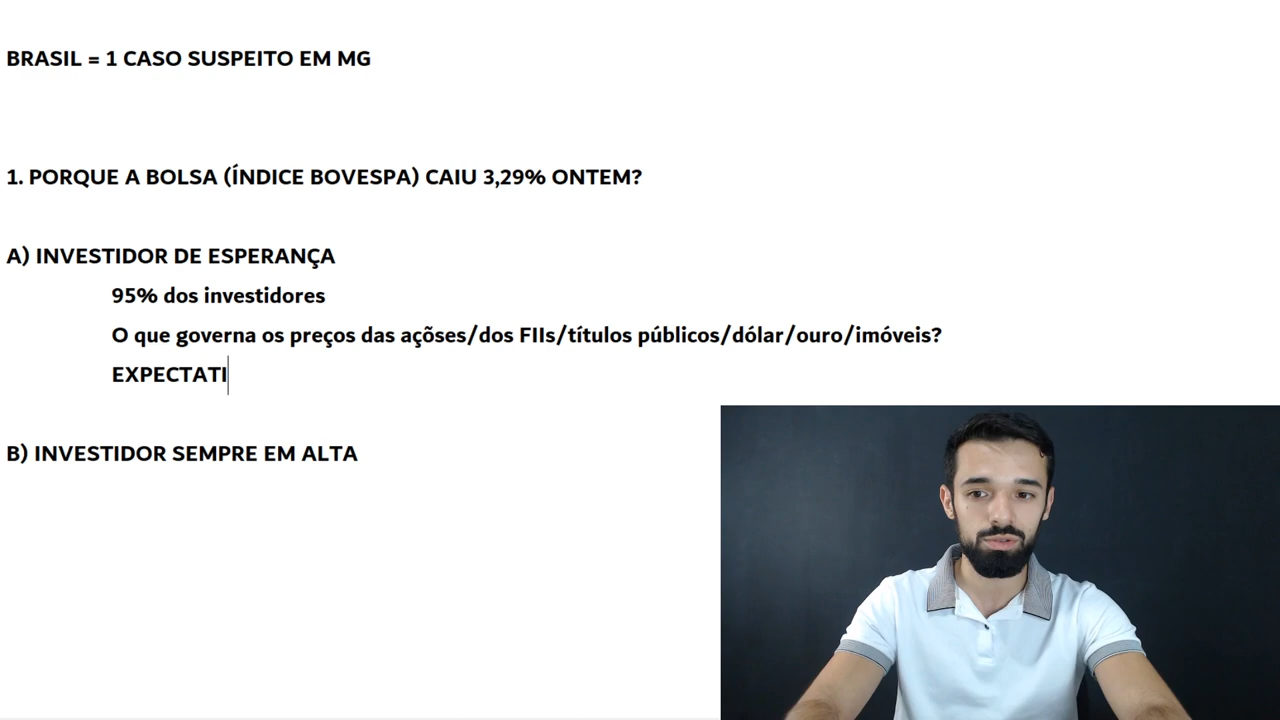 BRASIL = 1 CASO SUSPEITO EM MG
1. PORQUE A BOLSA (ÍNDICE BOVESPA) CAIU 3,29% ONTEM?
A) INVESTIDOR DE ESPERANÇA
95% dos investidores
O que governa os preços das açõses/dos FIIs/títulos públicos/dólar/ouro/imóveis?
EXPECTATI
B) INVESTIDOR SEMPRE EM ALTA